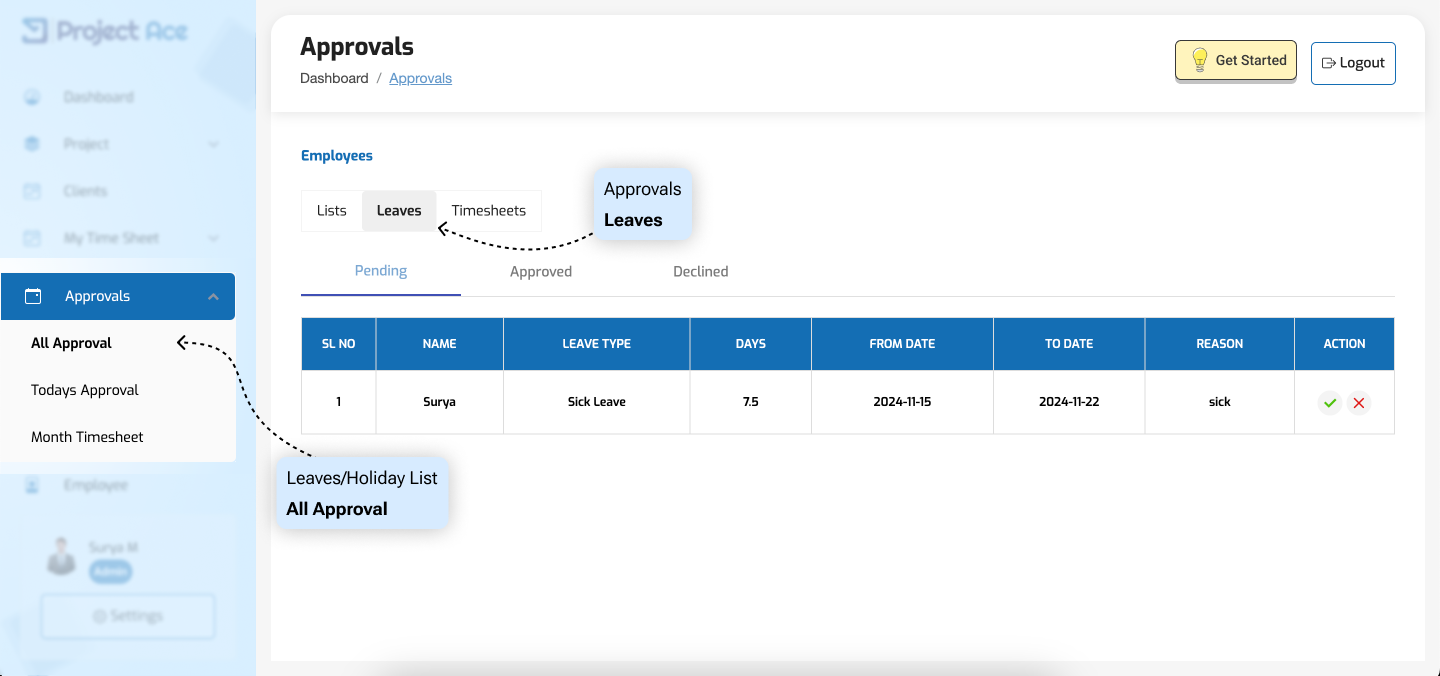 Project Ace
Dashboard
Project
Clients
My Time Sheet
Approvals
All Approval
Todays Approval
Month Timesheet
Employee
Surya M
Admin
Settings
Approvals
Dashboard / Approvals
Get Started
Logout
Employees
Lists Leaves Timesheets
Approvals
Leaves
Pending Approved Declined
SL NO NAME LEAVE TYPE DAYS FROM DATE TO DATE REASON ACTION
1 Surya Sick Leave 7.5 2024-11-15 2024-11-22 sick
Leaves/Holiday List
All Approval